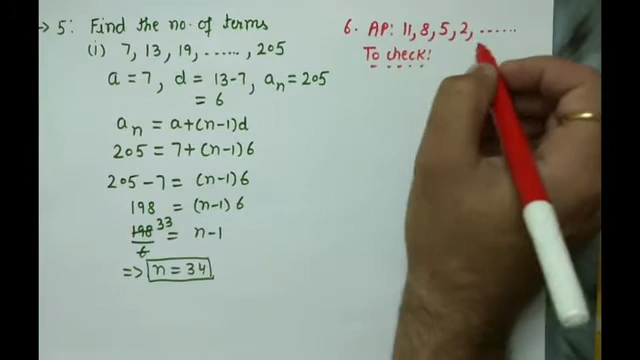 → 5: Find the no. of terms
(i) 7, 13, 19, ......, 205
a = 7, d = 13-7, an = 205
= 6
an = a+(n-1)d
205 = 7+(n-1)6
205-7 = (n-1)6
198 = (n-1)6
198 33/6 = n-1
=> n = 34
6. AP: 11, 8, 5, 2, ......
To check: